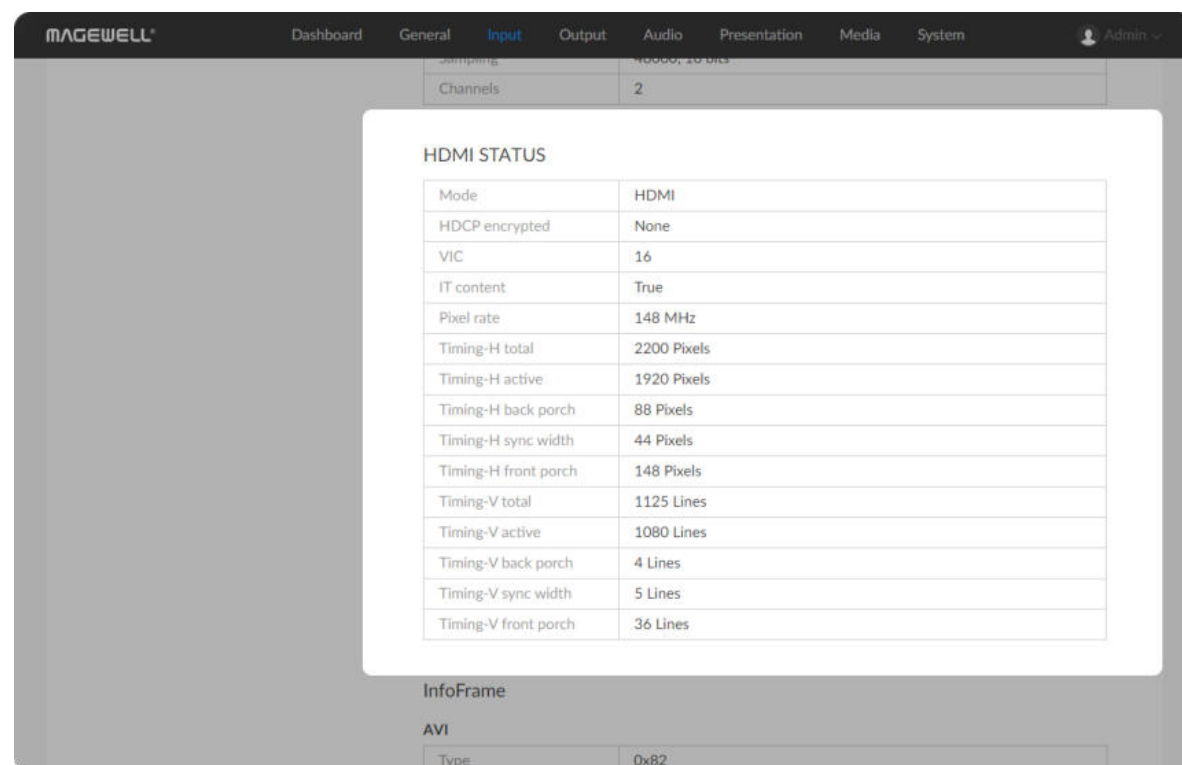 MAGEWELL®
Dashboard General Input Output Audio Presentation Media System Admin
Sampling 48000, 16 bits
Channels 2
HDMI STATUS
Mode HDMI
HDCP encrypted None
VIC 16
IT content True
Pixel rate 148 MHz
Timing-H total 2200 Pixels
Timing-H active 1920 Pixels
Timing-H back porch 88 Pixels
Timing-H sync width 44 Pixels
Timing-H front porch 148 Pixels
Timing-V total 1125 Lines
Timing-V active 1080 Lines
Timing-V back porch 4 Lines
Timing-V sync width 5 Lines
Timing-V front porch 36 Lines
InfoFrame
AVI
Type 0x82